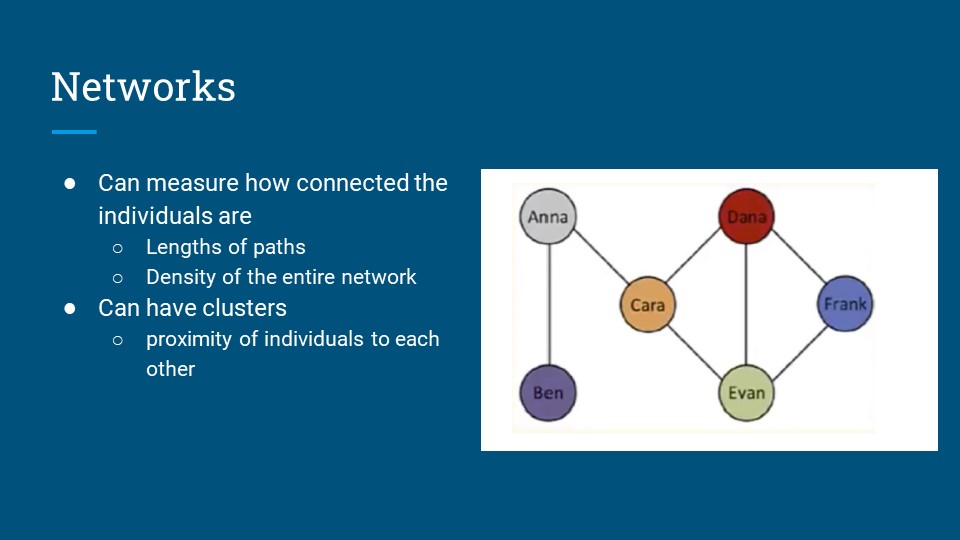 Networks
● Can measure how connected the
individuals are
○ Lengths of paths
○ Density of the entire network
● Can have clusters
○ proximity of individuals to each
other
Anna
Dana
Cara
Frank
Ben
Evan